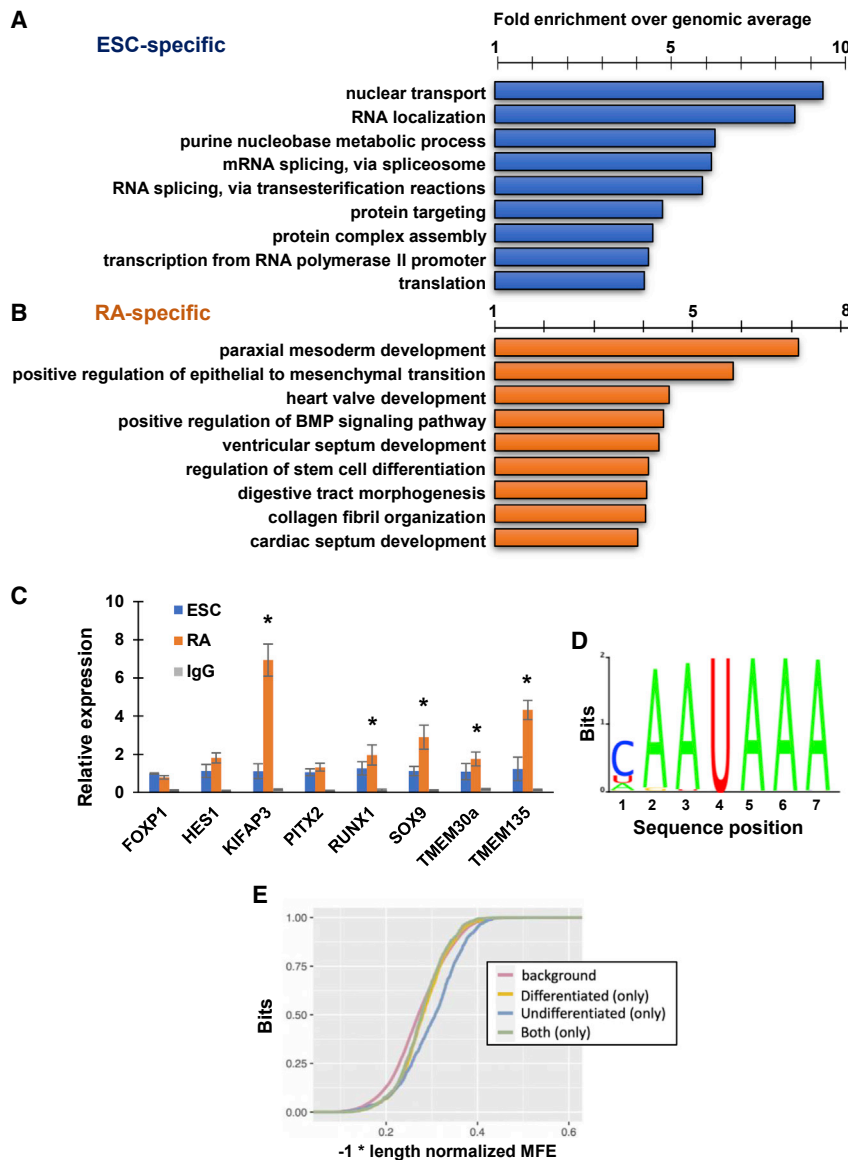 A
ESC-specific
Fold enrichment over genomic average
1 5 10
nuclear transport
RNA localization
purine nucleobase metabolic process
mRNA splicing, via spliceosome
RNA splicing, via transesterification reactions
protein targeting
protein complex assembly
transcription from RNA polymerase II promoter
translation
B
RA-specific
1 5 8
paraxial mesoderm development
positive regulation of epithelial to mesenchymal transition
heart valve development
positive regulation of BMP signaling pathway
ventricular septum development
regulation of stem cell differentiation
digestive tract morphogenesis
collagen fibril organization
cardiac septum development
C
Relative expression
10
8
6
4
2
0
ESC
RA
IgG
*
*
*
*
*
FOXP1
HES1
KIFAP3
PITX2
RUNX1
SOX9
TMEM30a
TMEM135
D
Bits
2
1
0
CAAUAAA
1 2 3 4 5 6 7
Sequence position
E
Bits
1.00
0.75
0.50
0.25
0.00
background
Differentiated (only)
Undifferentiated (only)
Both (only)
0.2 0.4 0.6
-1 * length normalized MFE